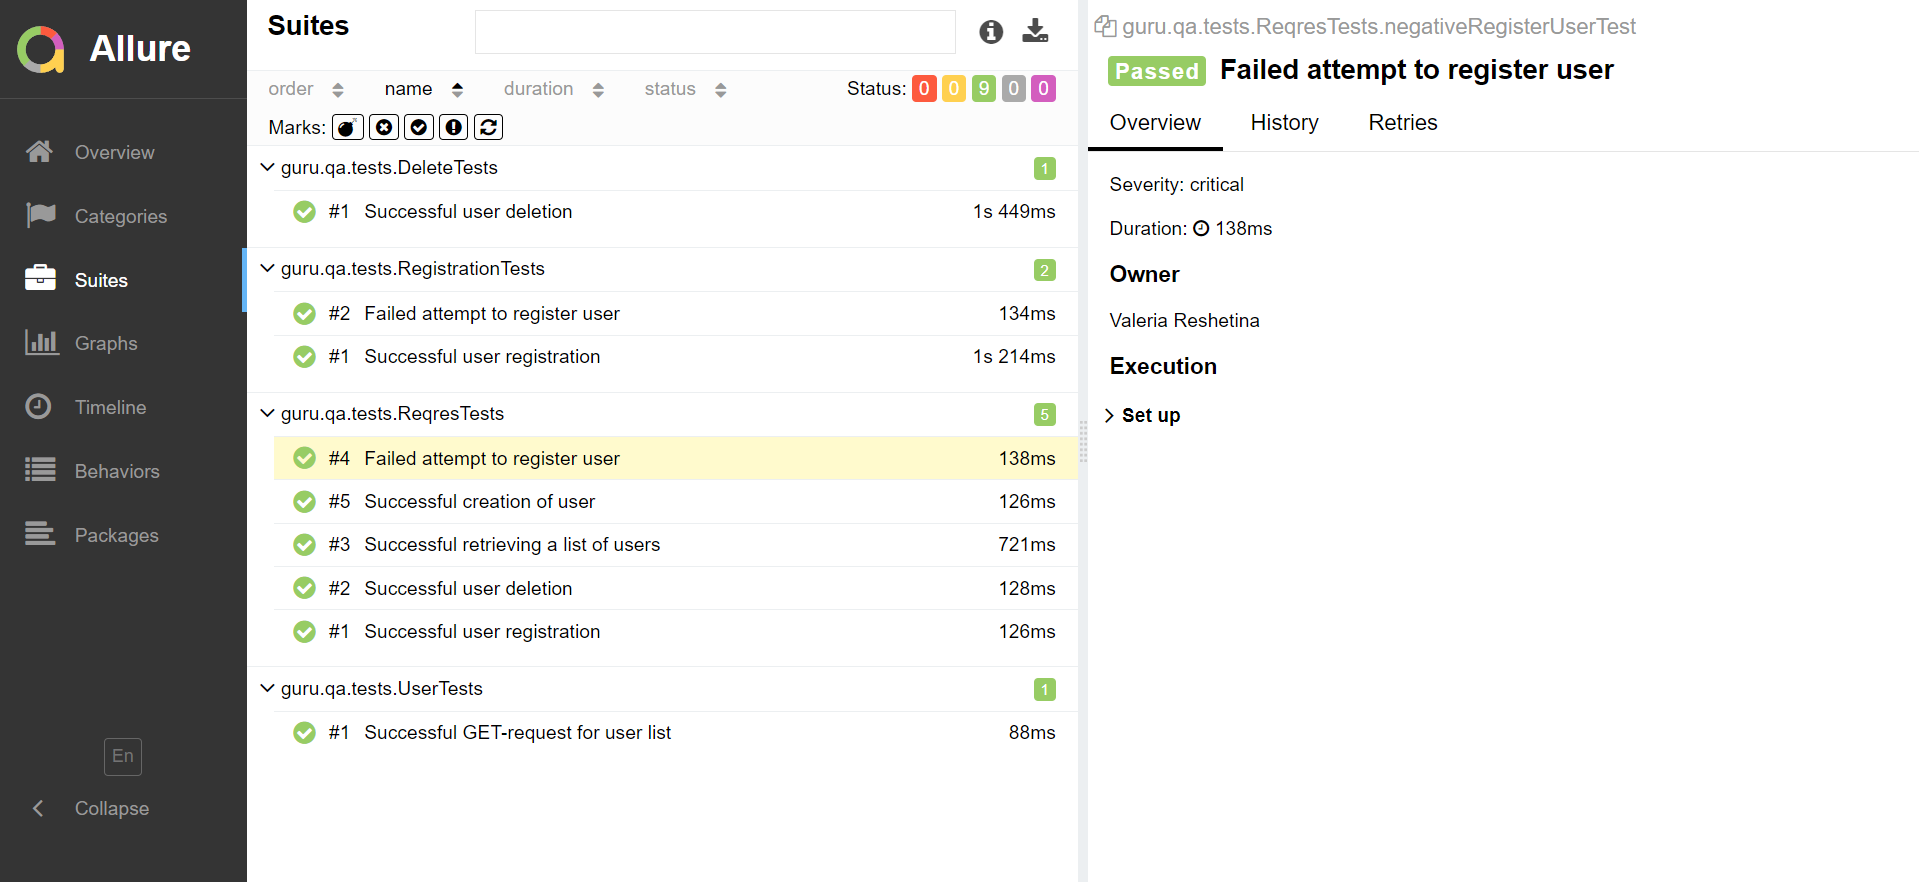 Allure
Overview
Categories
Suites
Graphs
Timeline
Behaviors
Packages
En
Collapse
Suites
order name duration status Status: 0 0 9 0 0
Marks:
guru.qa.tests.DeleteTests 1
#1 Successful user deletion 1s 449ms
guru.qa.tests.RegistrationTests 2
#2 Failed attempt to register user 134ms
#1 Successful user registration 1s 214ms
guru.qa.tests.ReqresTests 5
#4 Failed attempt to register user 138ms
#5 Successful creation of user 126ms
#3 Successful retrieving a list of users 721ms
#2 Successful user deletion 128ms
#1 Successful user registration 126ms
guru.qa.tests.UserTests 1
#1 Successful GET-request for user list 88ms
guru.qa.tests.ReqresTests.negativeRegisterUserTest
Passed Failed attempt to register user
Overview History Retries
Severity: critical
Duration: 138ms
Owner
Valeria Reshetina
Execution
Set up